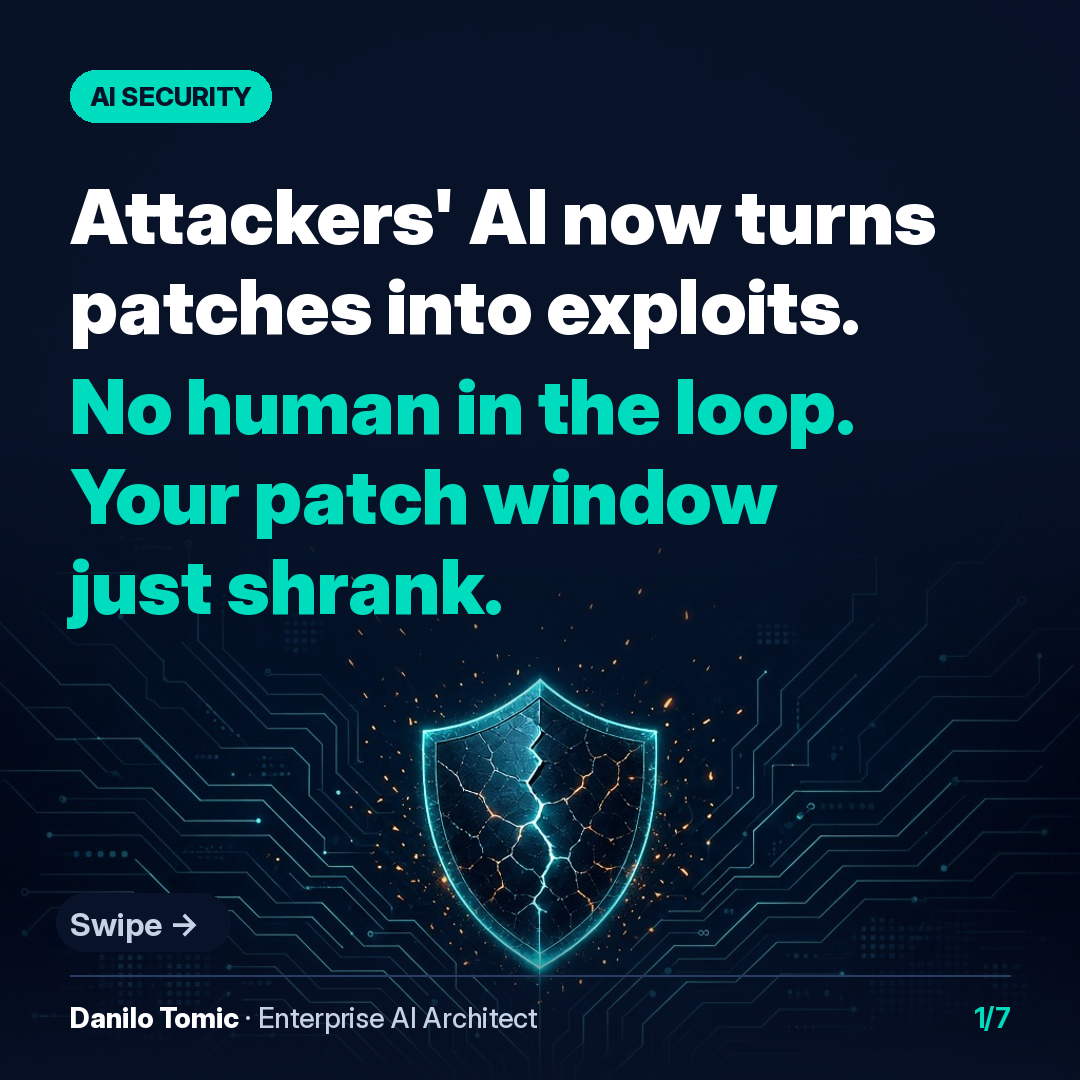 AI SECURITY
Attackers' AI now turns
patches into exploits.
No human in the loop.
Your patch window
just shrank.
Swipe →
Danilo Tomic · Enterprise AI Architect
1/7